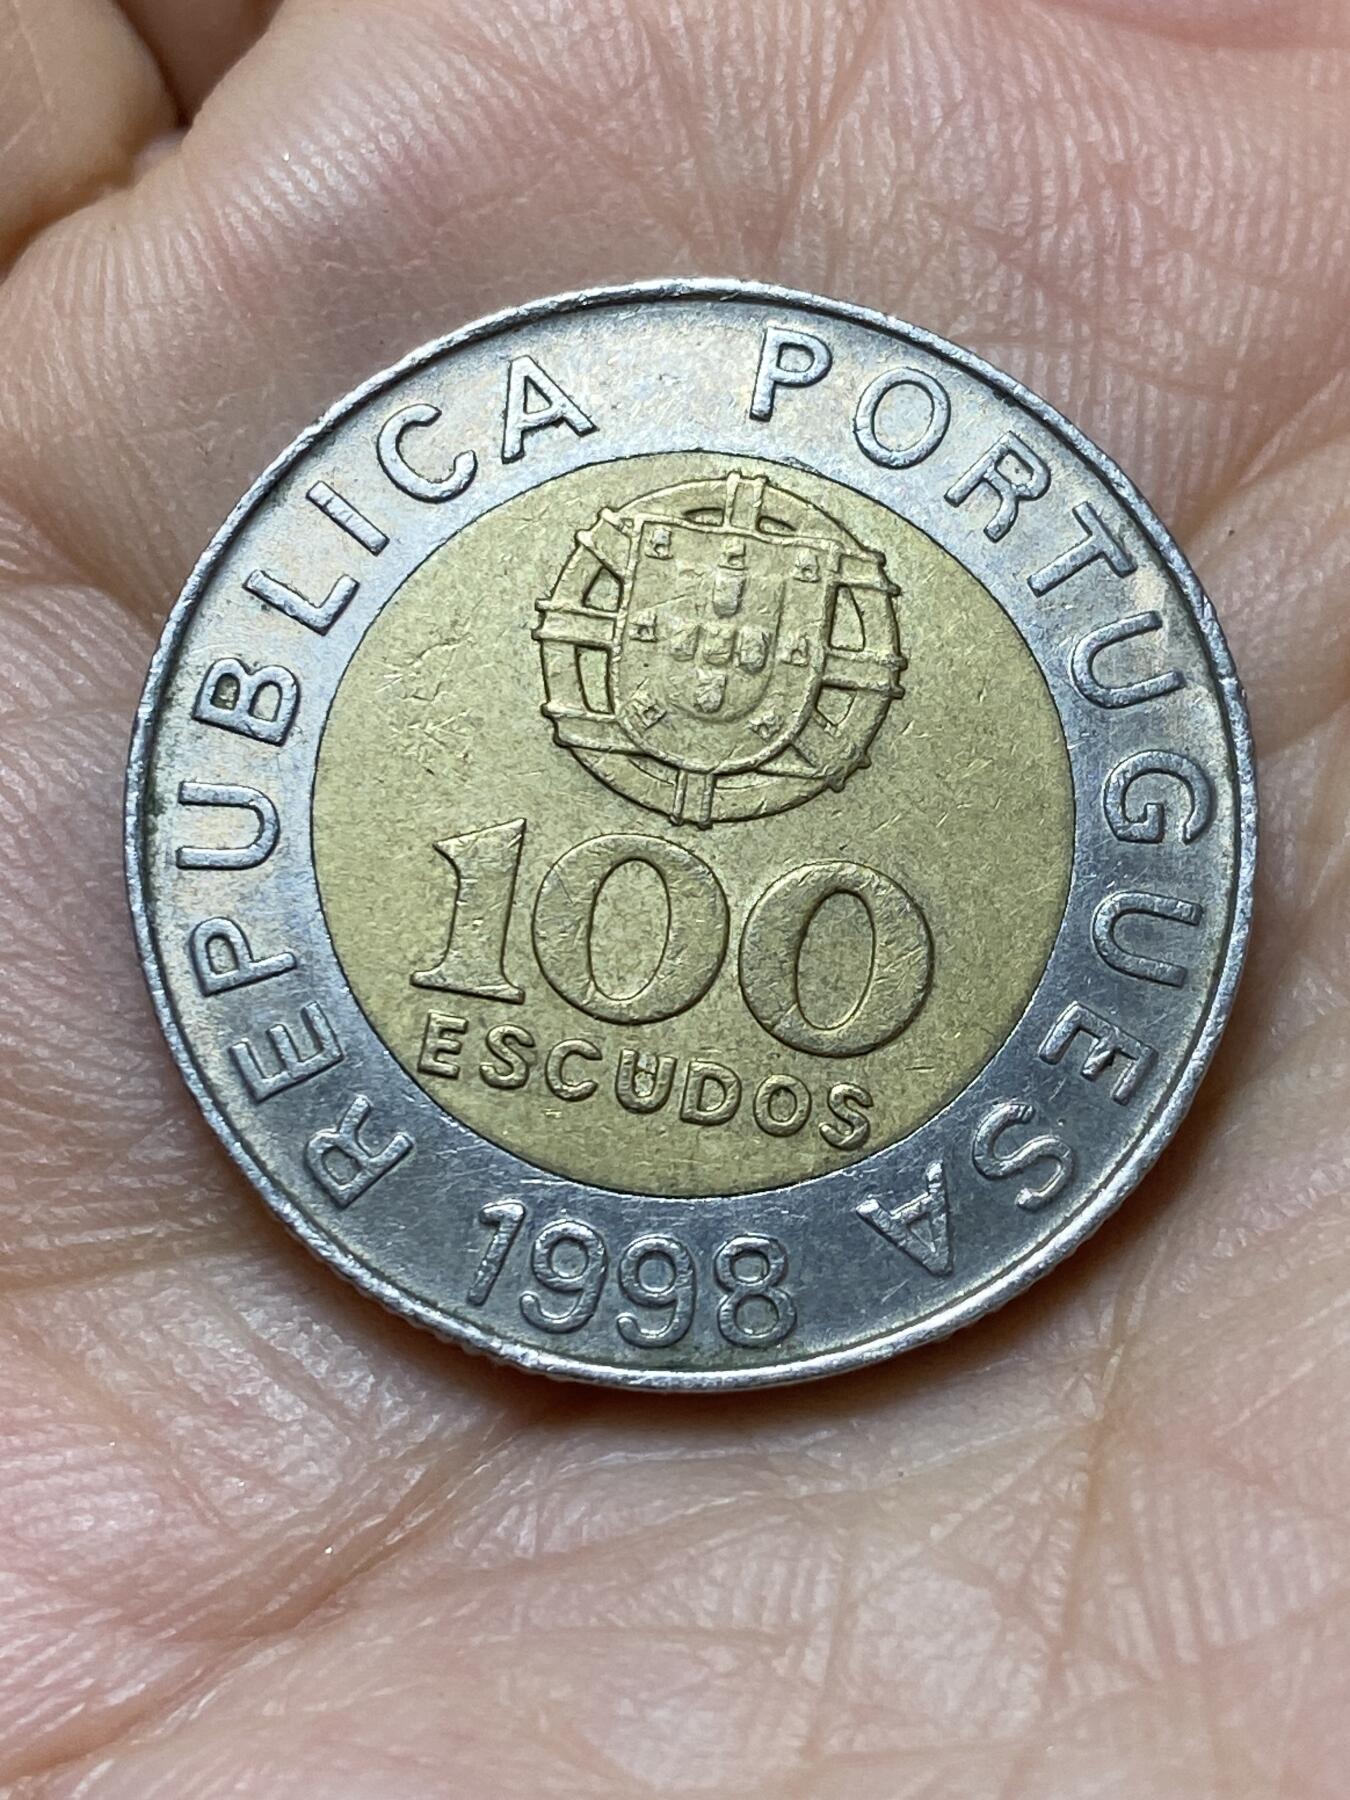 REPUBLICA PORTUGUESA
100
ESCUDOS
1998